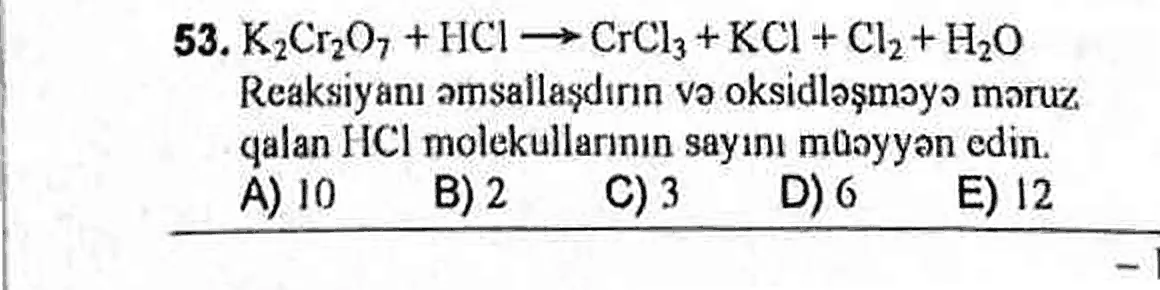 53. K₂Cr₂O₇ + HCl ⟶ CrCl₃ + KCl + Cl₂ + H₂O
Reaksiyanı əmsallaşdırın və oksidləşməyə məruz
qalan HCl molekullarının sayını müəyyən edin.
A) 10 B) 2 C) 3 D) 6 E) 12